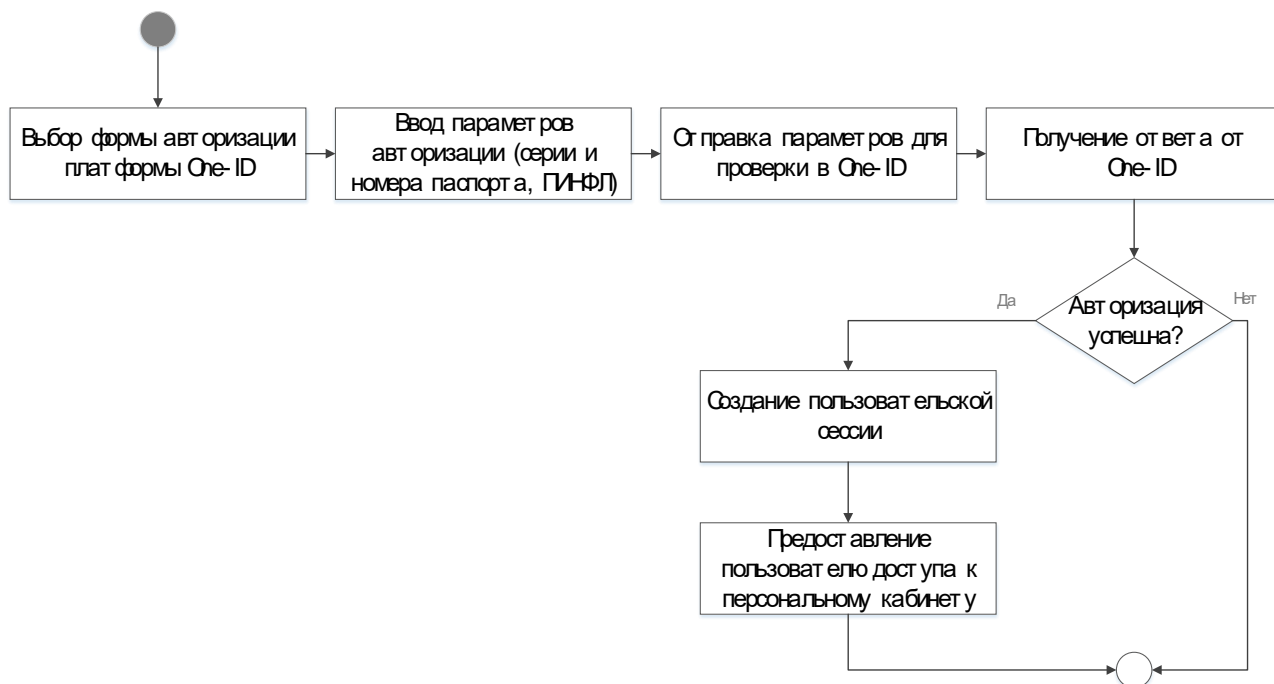 Выбор формы авторизации
платформы One-ID
Ввод параметров
авторизации (серии и
номера паспорта, ПИНФЛ)
Отправка параметров для
проверки в One-ID
Получение ответа от
One-ID
Авторизация
успешна?
Да
Нет
Создание пользовательской
сессии
Предоставление
пользователю доступа к
персональному кабинету